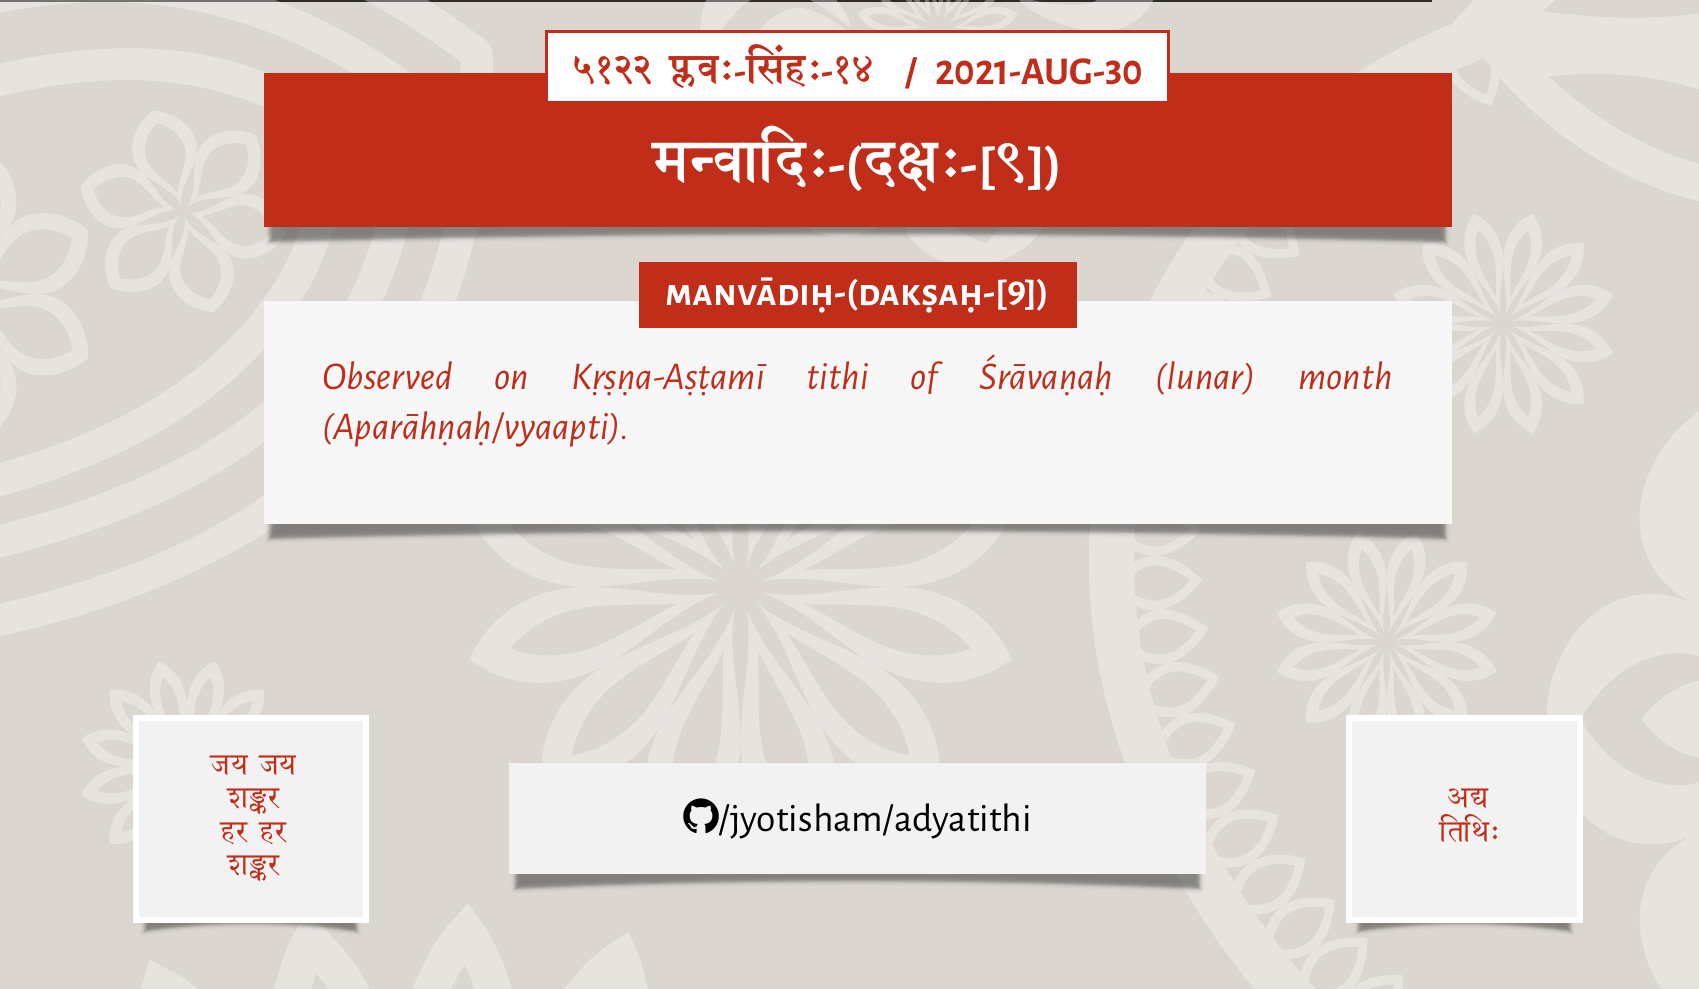 ५१२२ प्लवः-सिंहः-१४ / 2021-AUG-30
मन्वादिः-(दक्षः-[९])
MANVĀDIḤ-(DAKṢAḤ-[9])
Observed on Kṛṣṇa-Aṣṭamī tithi of Śrāvaṇaḥ (lunar) month
(Aparāhṇaḥ/vyaapti).
जय जय
शङ्कर
हर हर
शङ्कर
/jyotisham/adyatithi
अद्य
तिथिः